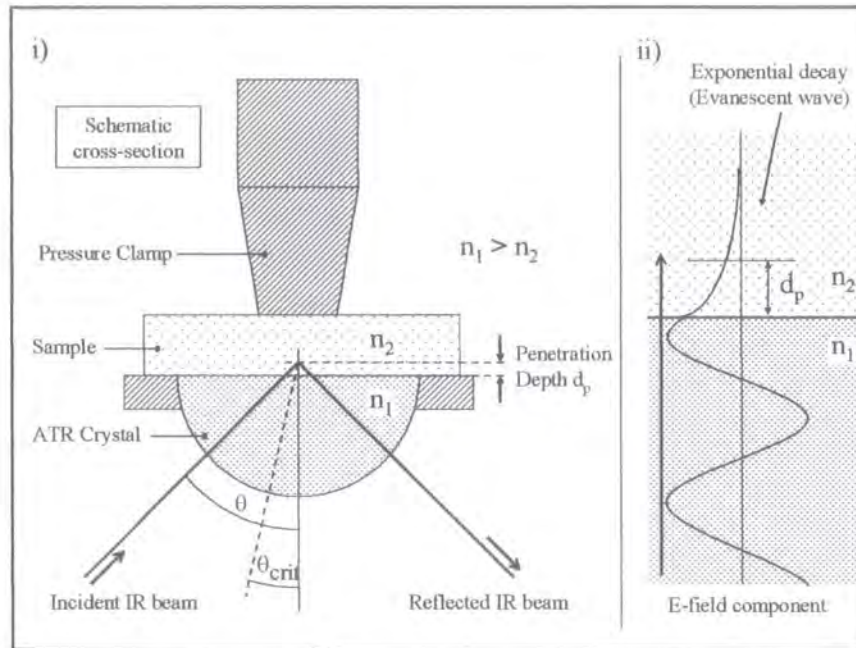 i)
Schematic
cross-section
Pressure Clamp
n1 > n2
Sample
n2
Penetration
Depth dp
n1
ATR Crystal
θ
θcrit
Incident IR beam
Reflected IR beam
ii)
Exponential decay
(Evanescent wave)
dp
n2
n1
E-field component